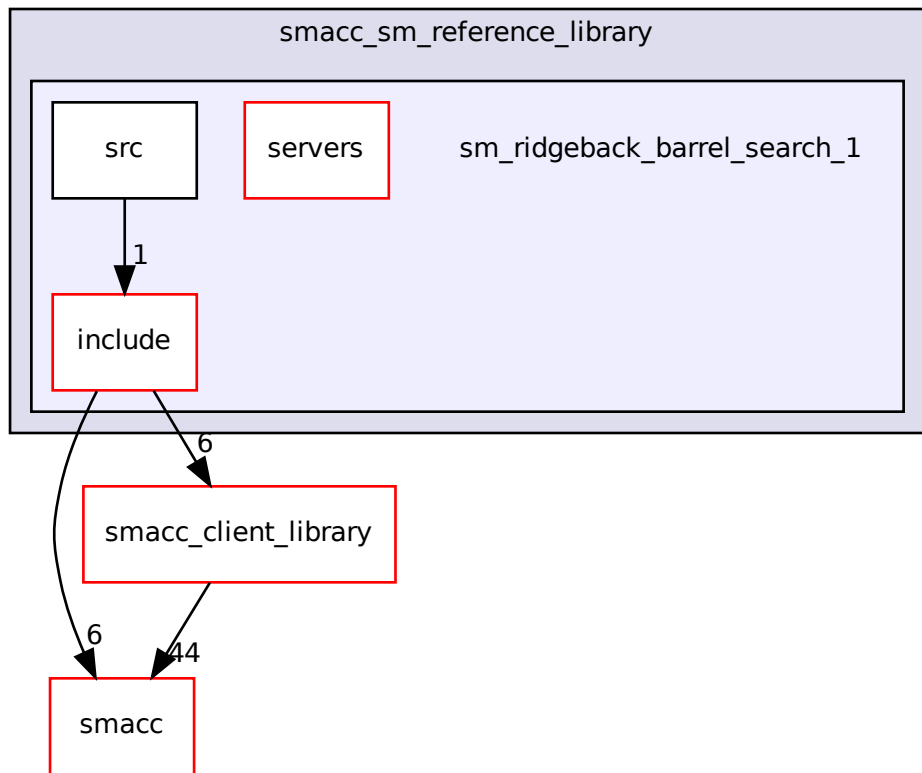 smacc_sm_reference_library
src
servers
sm_ridgeback_barrel_search_1
1
include
6
smacc_client_library
6
44
smacc